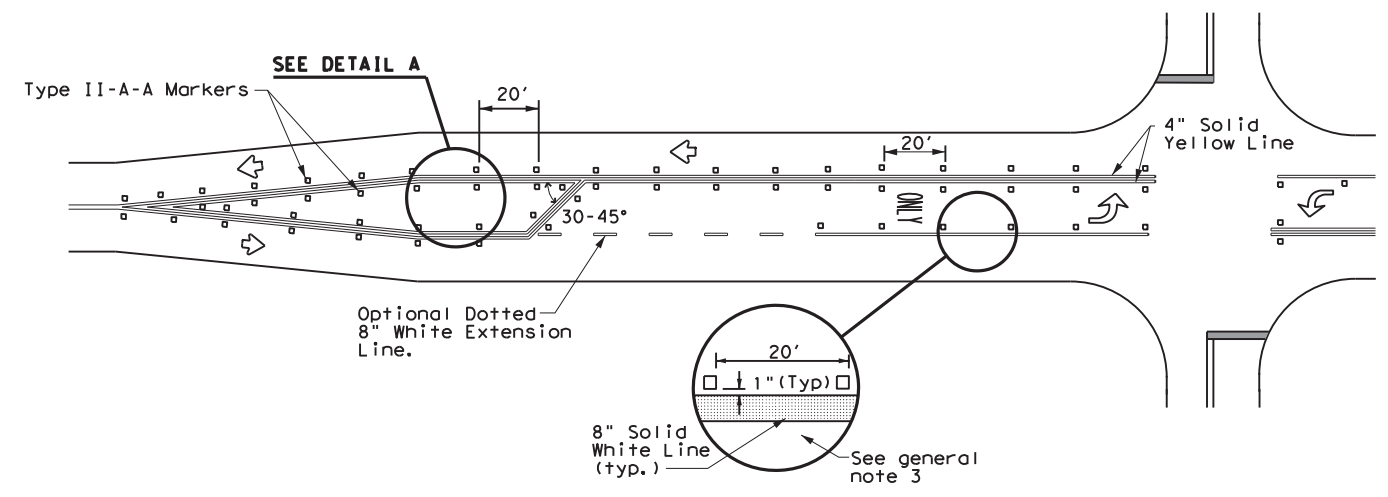 SEE DETAIL A
Type II-A-A Markers
20'
20'
4" Solid
Yellow Line
ONLY
30-45°
Optional Dotted
8" White Extension
Line.
20'
1"(Typ)
8" Solid
White Line
(typ.)
See general
note 3